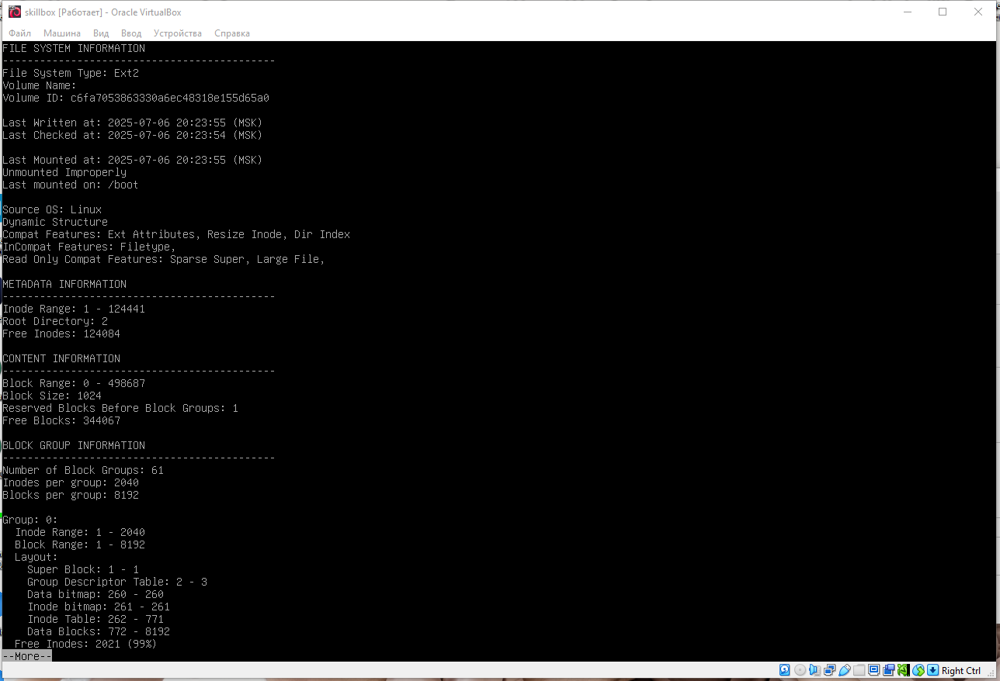 skillbox [Работает] - Oracle VirtualBox
Файл Машина Вид Ввод Устройства Справка
FILE SYSTEM INFORMATION
--------------------------------------------
File System Type: Ext2
Volume Name:
Volume ID: c6fa7053863330a6ec48318e155d65a0
Last Written at: 2025-07-06 20:23:55 (MSK)
Last Checked at: 2025-07-06 20:23:54 (MSK)
Last Mounted at: 2025-07-06 20:23:55 (MSK)
Unmounted Improperly
Last mounted on: /boot
Source OS: Linux
Dynamic Structure
Compat Features: Ext Attributes, Resize Inode, Dir Index
InCompat Features: Filetype,
Read Only Compat Features: Sparse Super, Large File,
METADATA INFORMATION
--------------------------------------------
Inode Range: 1 - 124441
Root Directory: 2
Free Inodes: 124084
CONTENT INFORMATION
--------------------------------------------
Block Range: 0 - 498687
Block Size: 1024
Reserved Blocks Before Block Groups: 1
Free Blocks: 344067
BLOCK GROUP INFORMATION
--------------------------------------------
Number of Block Groups: 61
Inodes per group: 2040
Blocks per group: 8192
Group: 0:
  Inode Range: 1 - 2040
  Block Range: 1 - 8192
  Layout:
    Super Block: 1 - 1
    Group Descriptor Table: 2 - 3
    Data bitmap: 260 - 260
    Inode bitmap: 261 - 261
    Inode Table: 262 - 771
    Data Blocks: 772 - 8192
  Free Inodes: 2021 (99%)
--More--
Right Ctrl